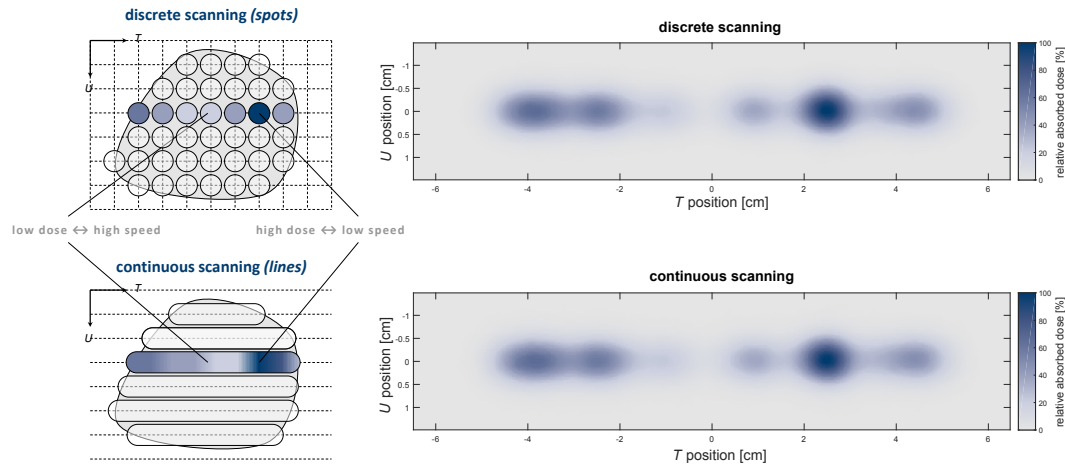 discrete scanning (spots)
T
U
low dose ↔ high speed
high dose ↔ low speed
continuous scanning (lines)
T
U
discrete scanning
U position [cm]
-1
-0.5
0
0.5
1
-6
-4
-2
0
2
4
6
T position [cm]
100
80
60
40
20
0
relative absorbed dose [%]
continuous scanning
U position [cm]
-1
-0.5
0
0.5
1
-6
-4
-2
0
2
4
6
T position [cm]
100
80
60
40
20
0
relative absorbed dose [%]